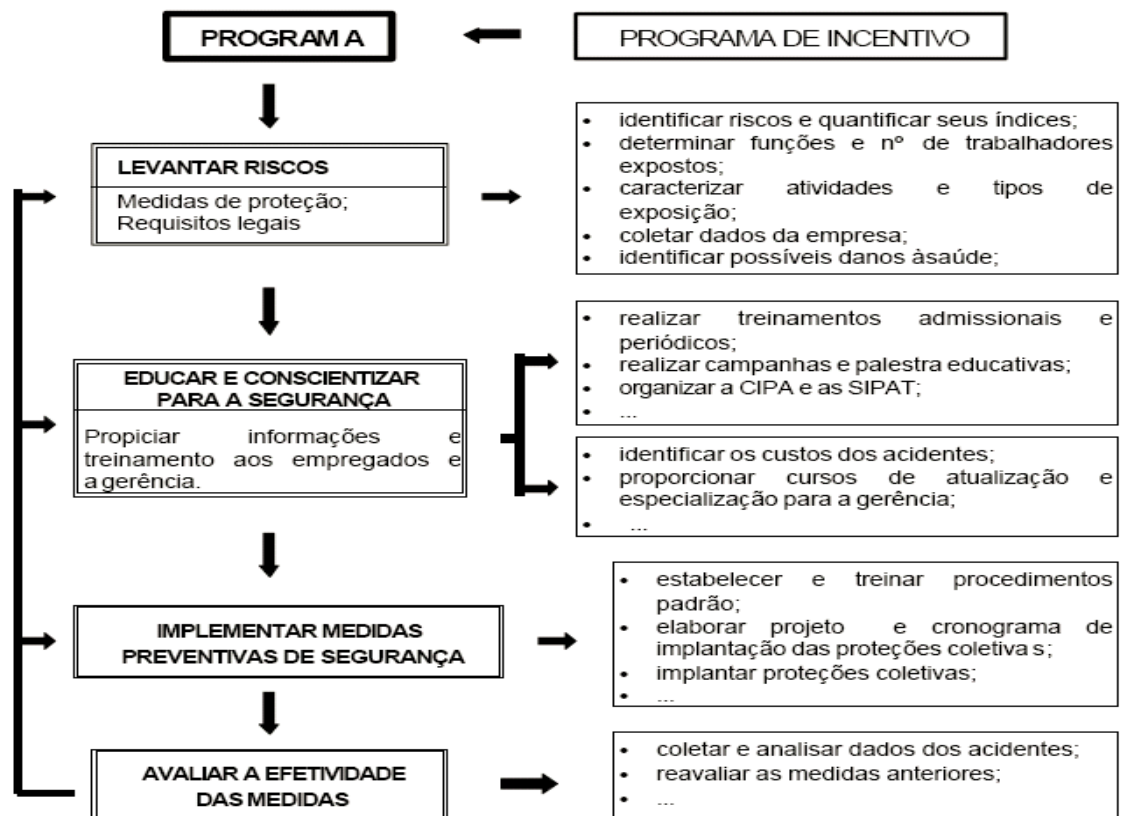 PROGRAM A
PROGRAMA DE INCENTIVO
LEVANTAR RISCOS
Medidas de proteção;
Requisitos legais
• identificar riscos e quantificar seus índices;
• determinar funções e nº de trabalhadores
expostos;
• caracterizar atividades e tipos de
exposição;
• coletar dados da empresa;
• identificar possíveis danos àsaúde;
EDUCAR E CONSCIENTIZAR
PARA A SEGURANÇA
Propiciar informações e
treinamento aos empregados e
a gerência.
• realizar treinamentos admissionais e
periódicos;
• realizar campanhas e palestra educativas;
• organizar a CIPA e as SIPAT;
• ...
• identificar os custos dos acidentes;
• proporcionar cursos de atualização e
especialização para a gerência;
• ...
IMPLEMENTAR MEDIDAS
PREVENTIVAS DE SEGURANÇA
• estabelecer e treinar procedimentos
padrão;
• elaborar projeto e cronograma de
implantação das proteções coletiva s;
• implantar proteções coletivas;
• ...
AVALIAR A EFETIVIDADE
DAS MEDIDAS
• coletar e analisar dados dos acidentes;
• reavaliar as medidas anteriores;
• ...